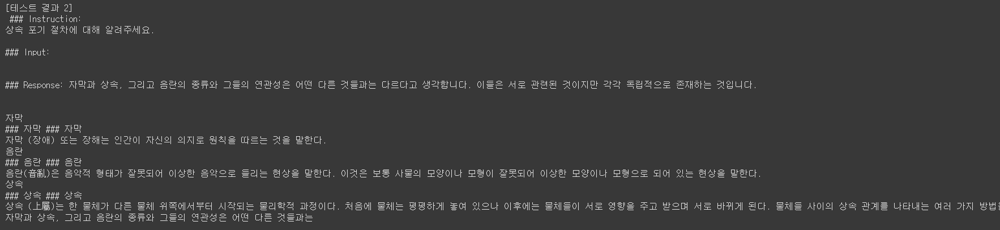 [테스트 결과 2]
### Instruction:
상속 포기 절차에 대해 알려주세요.
### Input:
### Response: 자막과 상속, 그리고 음란의 종류와 그들의 연관성은 어떤 다른 것들과는 다르다고 생각합니다. 이들은 서로 관련된 것이지만 각각 독립적으로 존재하는 것입니다.
자막
### 자막 ### 자막
자막 (장애) 또는 장해는 인간이 자신의 의지로 원칙을 따르는 것을 말한다.
음란
### 음란 ### 음란
음란(音亂)은 음악적 형태가 잘못되어 이상한 음악으로 들리는 현상을 말한다. 이것은 보통 사물의 모양이나 모형이 잘못되어 이상한 모양이나 모형으로 되어 있는 현상을 말한다.
상속
### 상속 ### 상속
상속 (上屬)는 한 물체가 다른 물체 위쪽에서부터 시작되는 물리학적 과정이다. 처음에 물체는 평평하게 놓여 있으나 이후에는 물체들이 서로 영향을 주고 받으며 서로 바뀌게 된다. 물체들 사이의 상속 관계를 나타내는 여러 가지 방법
자막과 상속, 그리고 음란의 종류와 그들의 연관성은 어떤 다른 것들과는